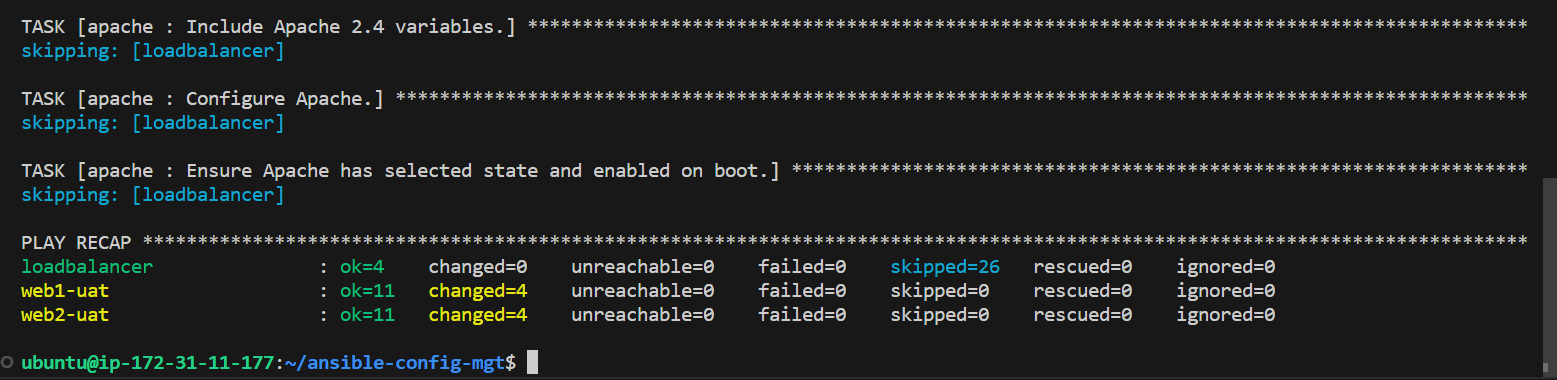 TASK [apache : Include Apache 2.4 variables.] *******************************************************************************************
skipping: [loadbalancer]
TASK [apache : Configure Apache.] *******************************************************************************************************
skipping: [loadbalancer]
TASK [apache : Ensure Apache has selected state and enabled on boot.] *******************************************************************
skipping: [loadbalancer]
PLAY RECAP ******************************************************************************************************************************
loadbalancer               : ok=4    changed=0    unreachable=0    failed=0    skipped=26   rescued=0    ignored=0
web1-uat                   : ok=11   changed=4    unreachable=0    failed=0    skipped=0    rescued=0    ignored=0
web2-uat                   : ok=11   changed=4    unreachable=0    failed=0    skipped=0    rescued=0    ignored=0
ubuntu@ip-172-31-11-177:~/ansible-config-mgt$